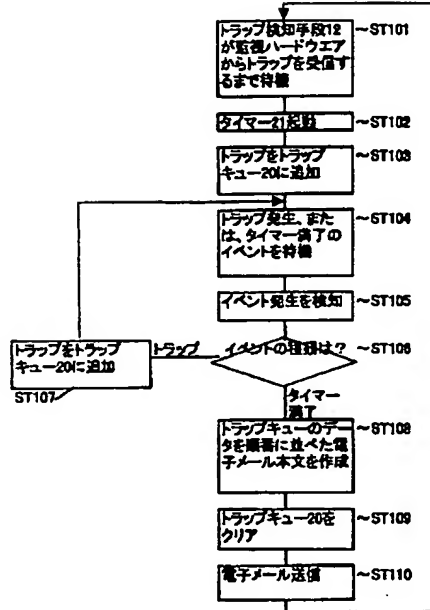 トラップ検知手段12
が監視ハードウエア
からトラップを受信す
るまで待機
~ST101
タイマー21起動
~ST102
トラップをトラップ
キュー20に追加
~ST103
トラップ発生、また
は、タイマー満了の
イベントを待機
~ST104
イベント発生を検知
~ST105
イベントの種類は?
~ST106
トラップ
トラップをトラップ
キュー20に追加
ST107
タイマー
満了
トラップキューのデー
タを順番に並べた電
子メール本文を作成
~ST108
トラップキュー20を
クリア
~ST109
電子メール送信
~ST110